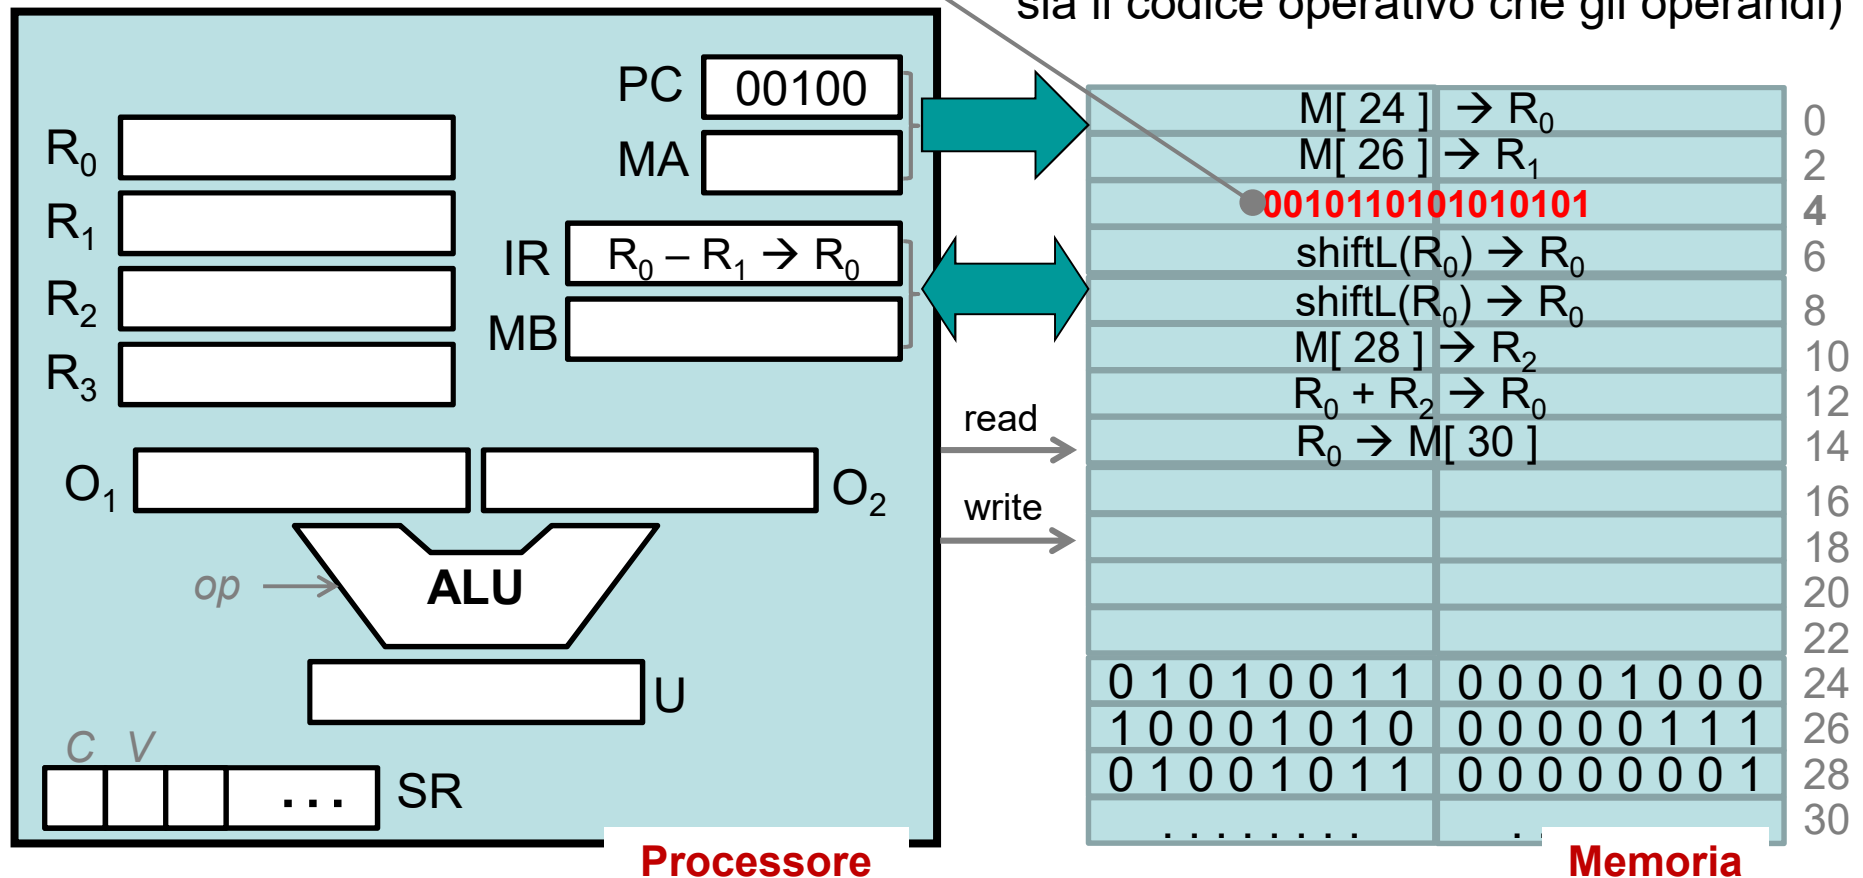 sia il codice operativo che gli operandi)
PC 00100
MA
R0
R1
R2
R3
IR R0 – R1 → R0
MB
O1
O2
op
ALU
U
C V
... SR
Processore
read
write
M[ 24 ] → R0 0
M[ 26 ] → R1 2
0010110101010101 4
shiftL(R0) → R0 6
shiftL(R0) → R0 8
M[ 28 ] → R2 10
R0 + R2 → R0 12
R0 → M[ 30 ] 14
16
18
20
22
0 1 0 1 0 0 1 1 0 0 0 0 1 0 0 0 24
1 0 0 0 1 0 1 0 0 0 0 0 0 1 1 1 26
0 1 0 0 1 0 1 1 0 0 0 0 0 0 0 1 28
. . . . . . . . . . 30
Memoria